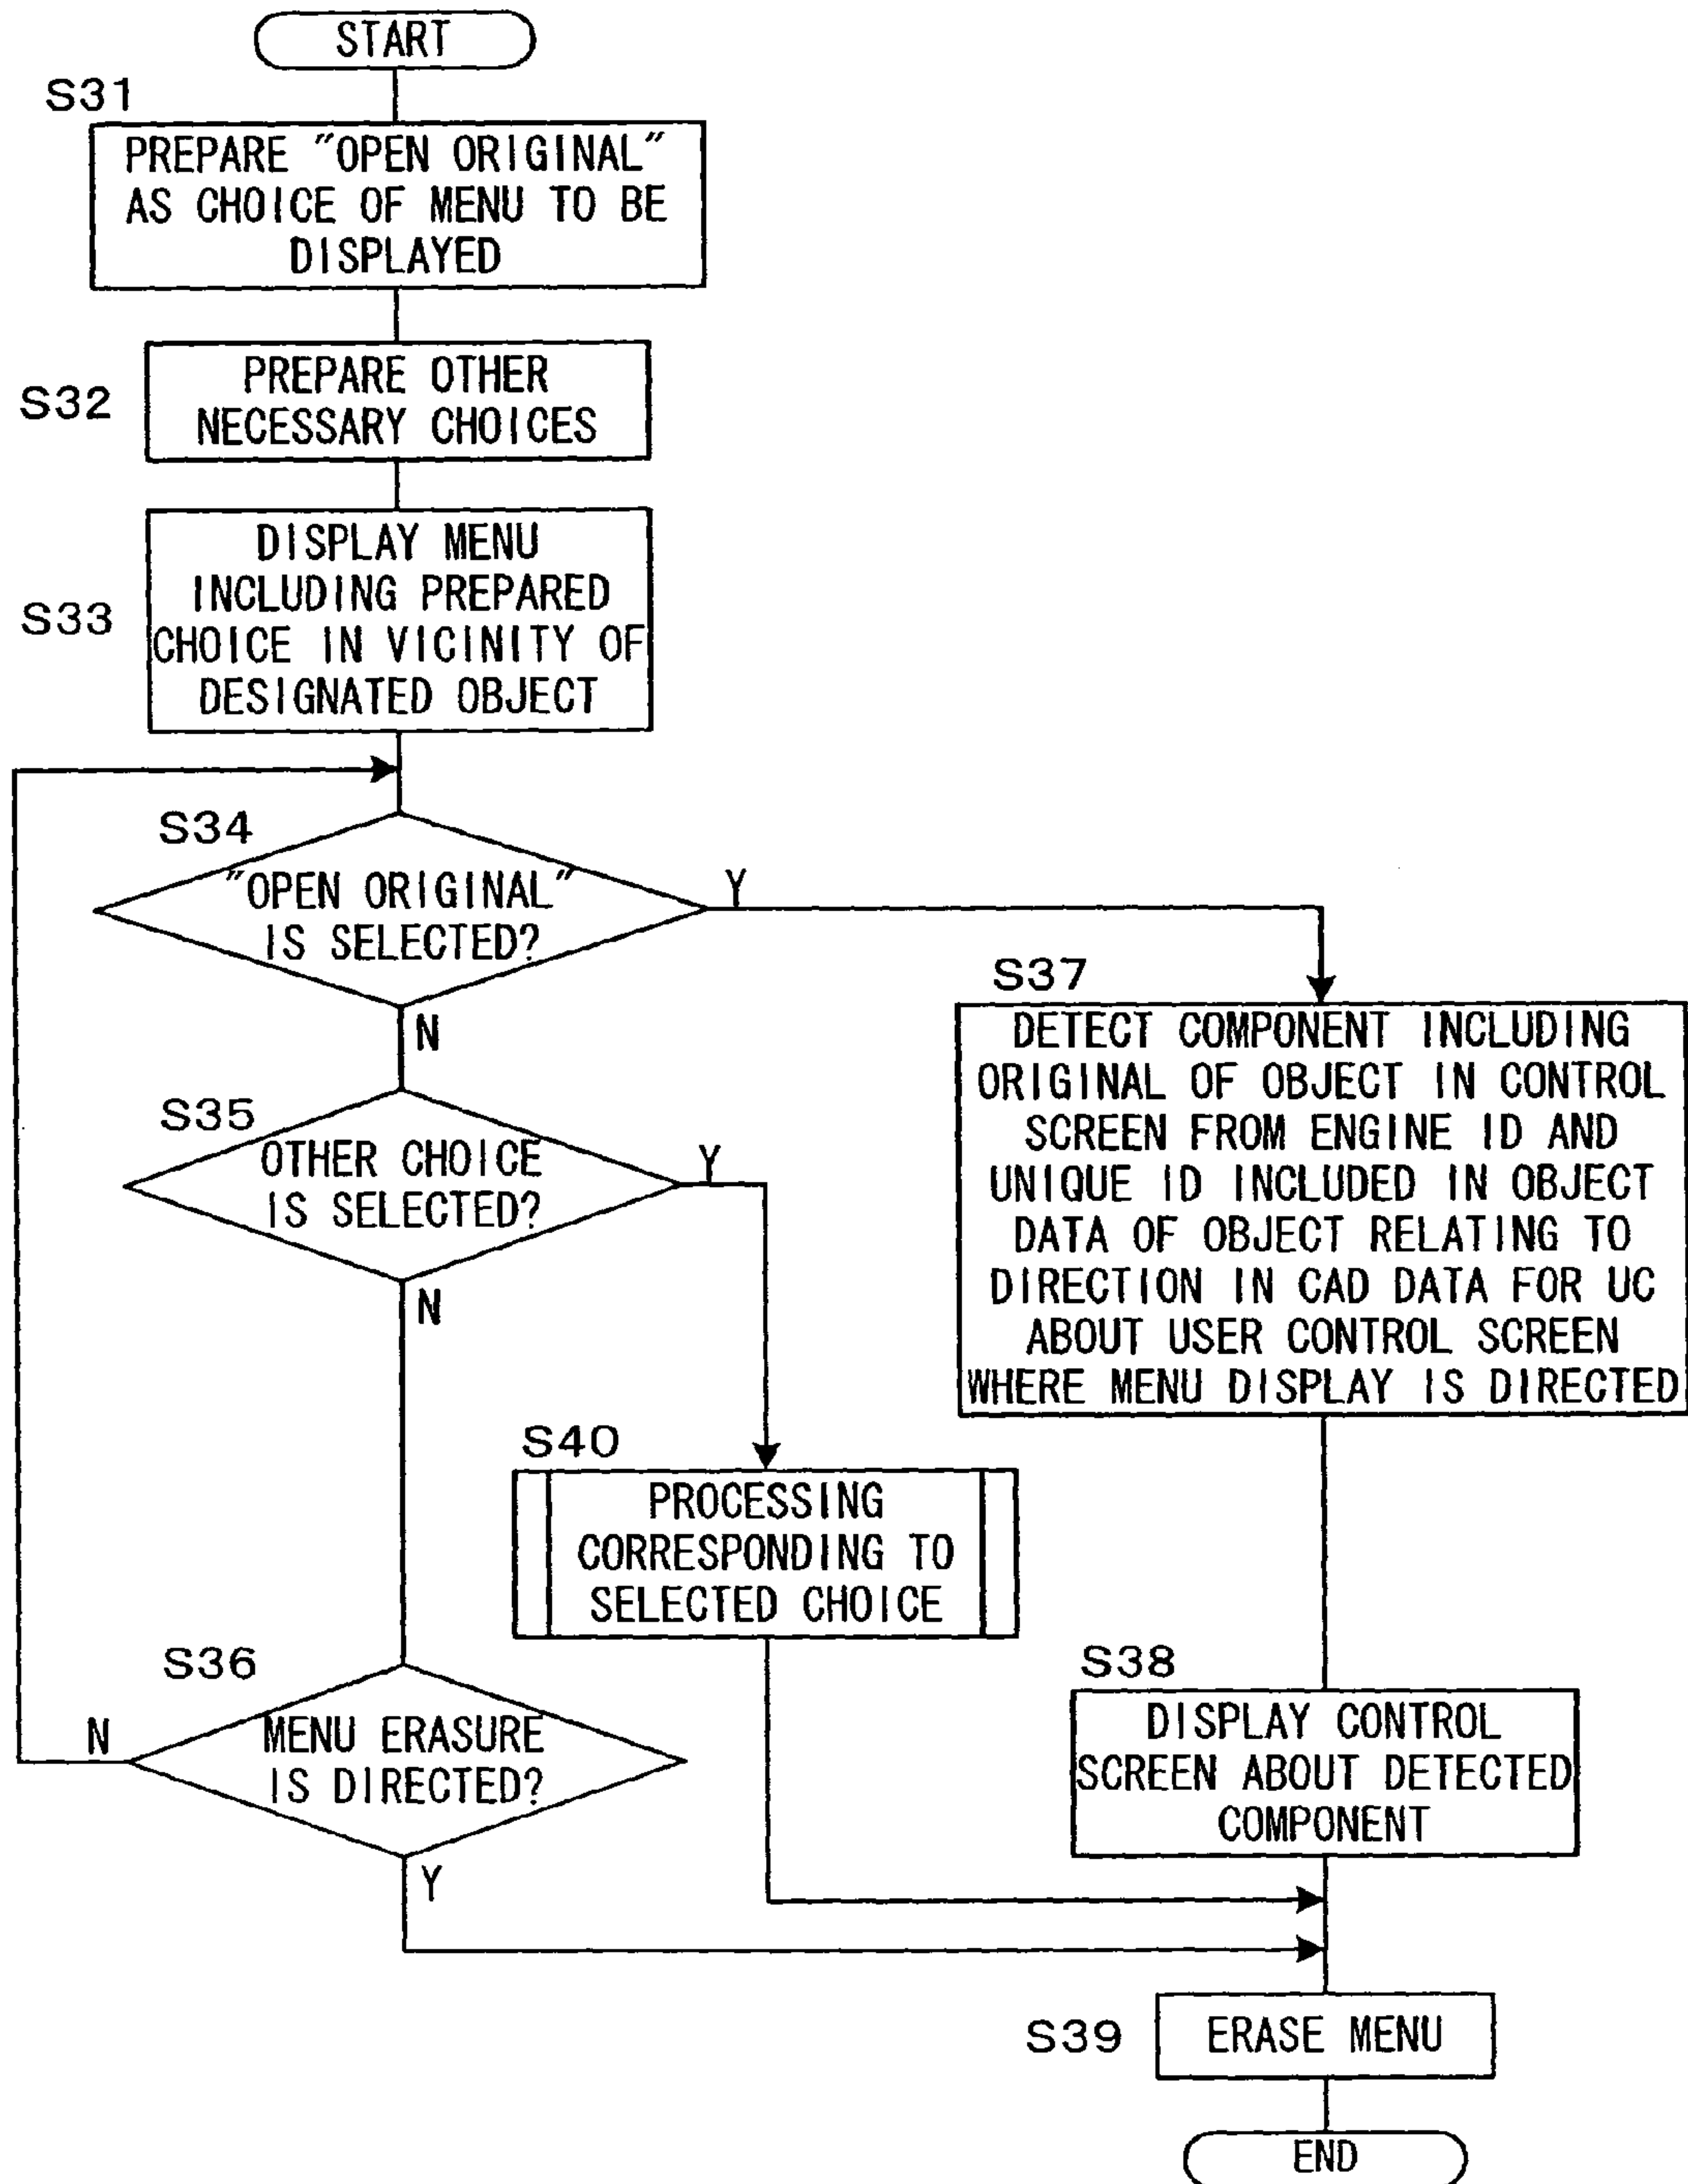 START
S31
PREPARE "OPEN ORIGINAL"
AS CHOICE OF MENU TO BE
DISPLAYED
S32
PREPARE OTHER
NECESSARY CHOICES
S33
DISPLAY MENU
INCLUDING PREPARED
CHOICE IN VICINITY OF
DESIGNATED OBJECT
S34
"OPEN ORIGINAL"
IS SELECTED?
Y
N
S35
OTHER CHOICE
IS SELECTED?
Y
N
S37
DETECT COMPONENT INCLUDING
ORIGINAL OF OBJECT IN CONTROL
SCREEN FROM ENGINE ID AND
UNIQUE ID INCLUDED IN OBJECT
DATA OF OBJECT RELATING TO
DIRECTION IN CAD DATA FOR UC
ABOUT USER CONTROL SCREEN
WHERE MENU DISPLAY IS DIRECTED
S40
PROCESSING
CORRESPONDING TO
SELECTED CHOICE
S36
MENU ERASURE
IS DIRECTED?
N
Y
S38
DISPLAY CONTROL
SCREEN ABOUT DETECTED
COMPONENT
S39
ERASE MENU
END